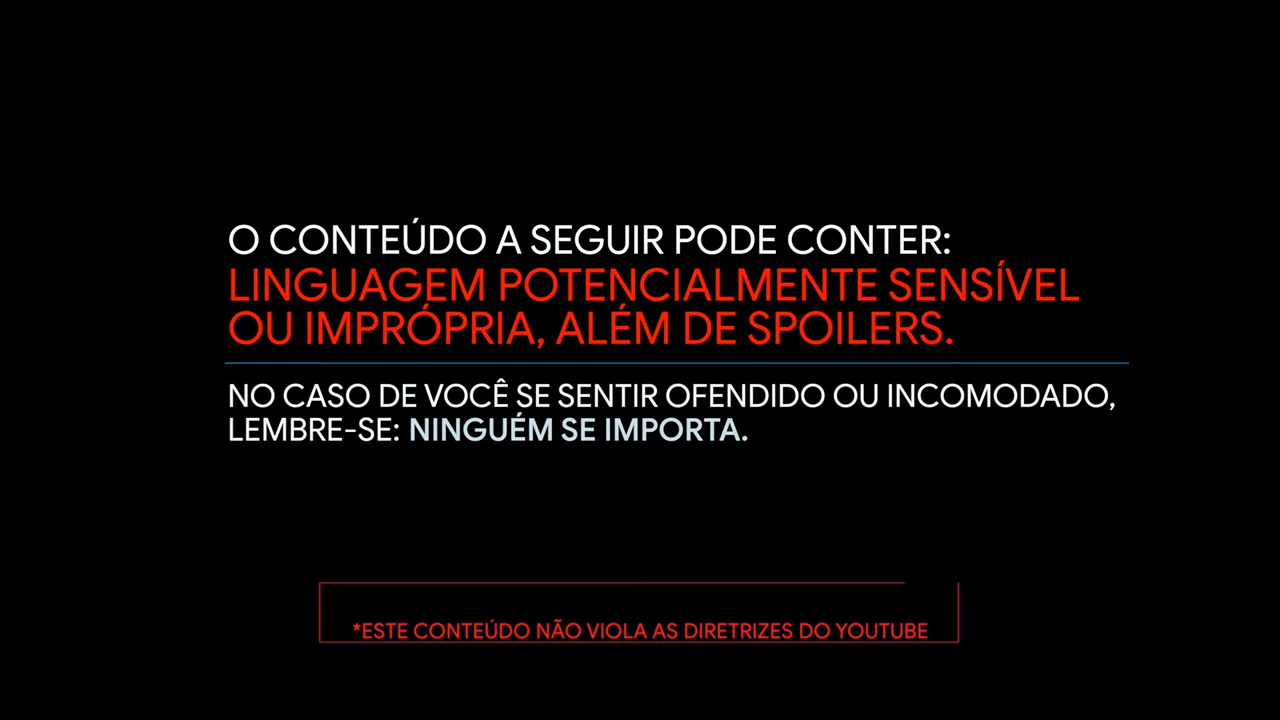 O CONTEÚDO A SEGUIR PODE CONTER:
LINGUAGEM POTENCIALMENTE SENSÍVEL
OU IMPRÓPRIA, ALÉM DE SPOILERS.
NO CASO DE VOCÊ SE SENTIR OFENDIDO OU INCOMODADO,
LEMBRE-SE: NINGUÉM SE IMPORTA.
*ESTE CONTEÚDO NÃO VIOLA AS DIRETRIZES DO YOUTUBE